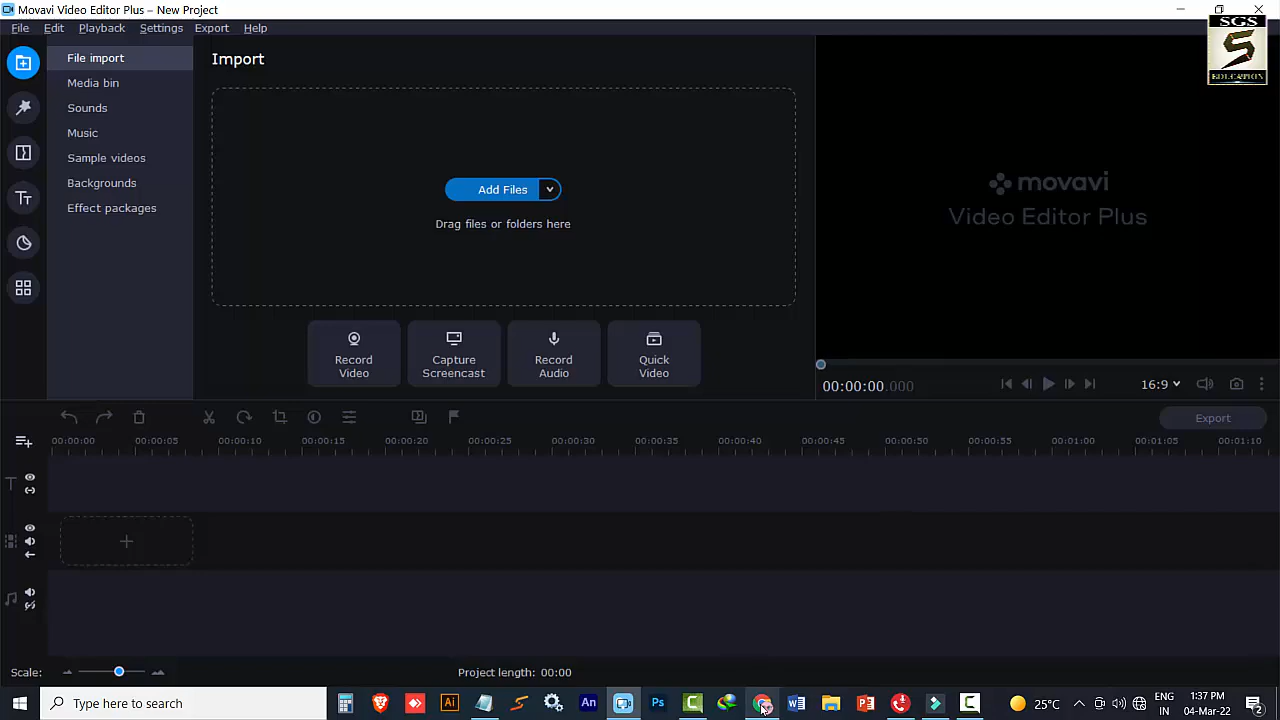 Movavi Video Editor Plus – New Project
File Edit Playback Settings Export Help
SGS
S
EDUCATION
File import
Media bin
Sounds
Music
Sample videos
Backgrounds
Effect packages
Import
Add Files
Drag files or folders here
Record Video
Capture Screencast
Record Audio
Quick Video
movavi
Video Editor Plus
00:00:00.000
16:9
Export
00:00:00 00:00:05 00:00:10 00:00:15 00:00:20 00:00:25 00:00:30 00:00:35 00:00:40 00:00:45 00:00:50 00:00:55 00:01:00 00:01:05 00:01:10
Scale:
Project length: 00:00
Type here to search
Ai
An
Ps
25°C
ENG
IN
1:37 PM
04-Mar-22
2